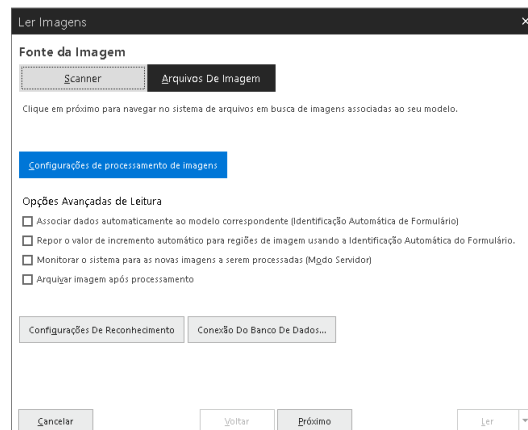 Ler Imagens
Fonte da Imagem
Scanner Arquivos De Imagem
Clique em próximo para navegar no sistema de arquivos em busca de imagens associadas ao seu modelo.
Configurações de processamento de imagens
Opções Avançadas de Leitura
Associar dados automaticamente ao modelo correspondente (Identificação Automática de Formulário)
Repor o valor de incremento automático para regiões de imagem usando a Identificação Automática do Formulário.
Monitorar o sistema para as novas imagens a serem processadas (Modo Servidor)
Arquivar imagem após processamento
Configurações De Reconhecimento Conexão Do Banco De Dados...
Cancelar Voltar Próximo Ler